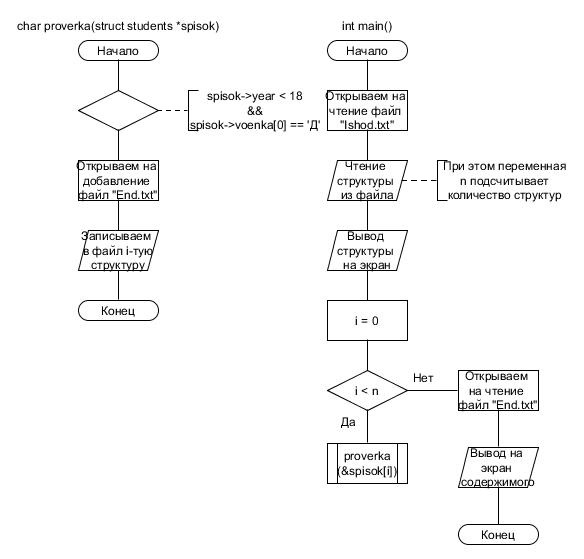 char proverka(struct students *spisok)
Начало
spisok->year < 18
&&
spisok->voenka[0] == 'Д'
Открываем на
добавление
файл "End.txt"
Записываем
в файл i-тую
структуру
Конец
int main()
Начало
Открываем на
чтение файл
"Ishod.txt"
Чтение
структуры
из файла
При этом переменная
n подсчитывает
количество структур
Вывод
структуры
на экран
i = 0
i < n
Нет
Да
proverka
(&spisok[i])
Открываем
на чтение
файл "End.txt"
Вывод на
экран
содержимого
Конец